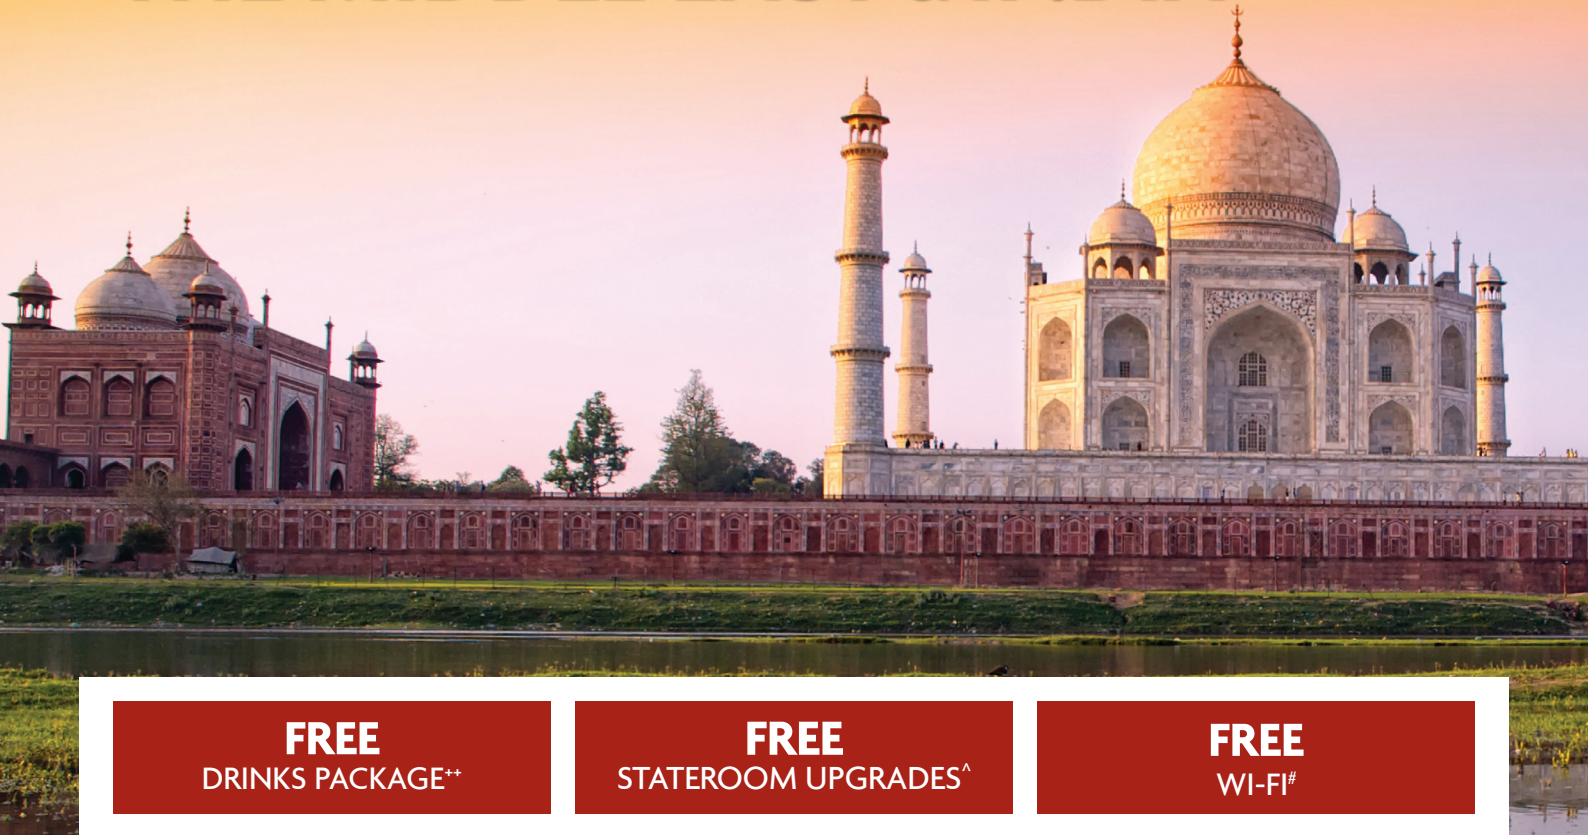 FREE
DRINKS PACKAGE++
FREE
STATEROOM UPGRADES^
FREE
WI-FI#